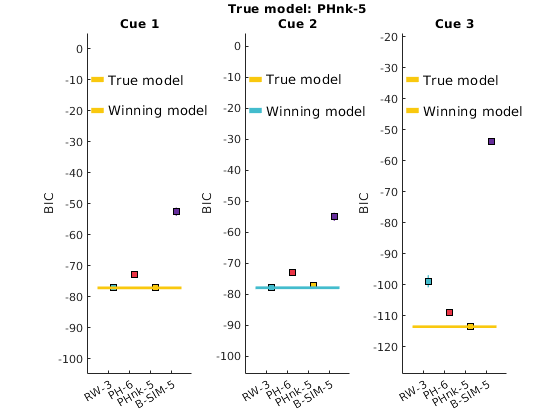 True model: PHnk-5
Cue 1
Cue 2
Cue 3
BIC
0
-10
-20
-30
-40
-50
-60
-70
-80
-90
-100
True model
Winning model
RW-3
PH-6
PHnk-5
B-SIM-5
BIC
0
-10
-20
-30
-40
-50
-60
-70
-80
-90
-100
True model
Winning model
RW-3
PH-6
PHnk-5
B-SIM-5
BIC
-20
-30
-40
-50
-60
-70
-80
-90
-100
-110
-120
True model
Winning model
RW-3
PH-6
PHnk-5
B-SIM-5